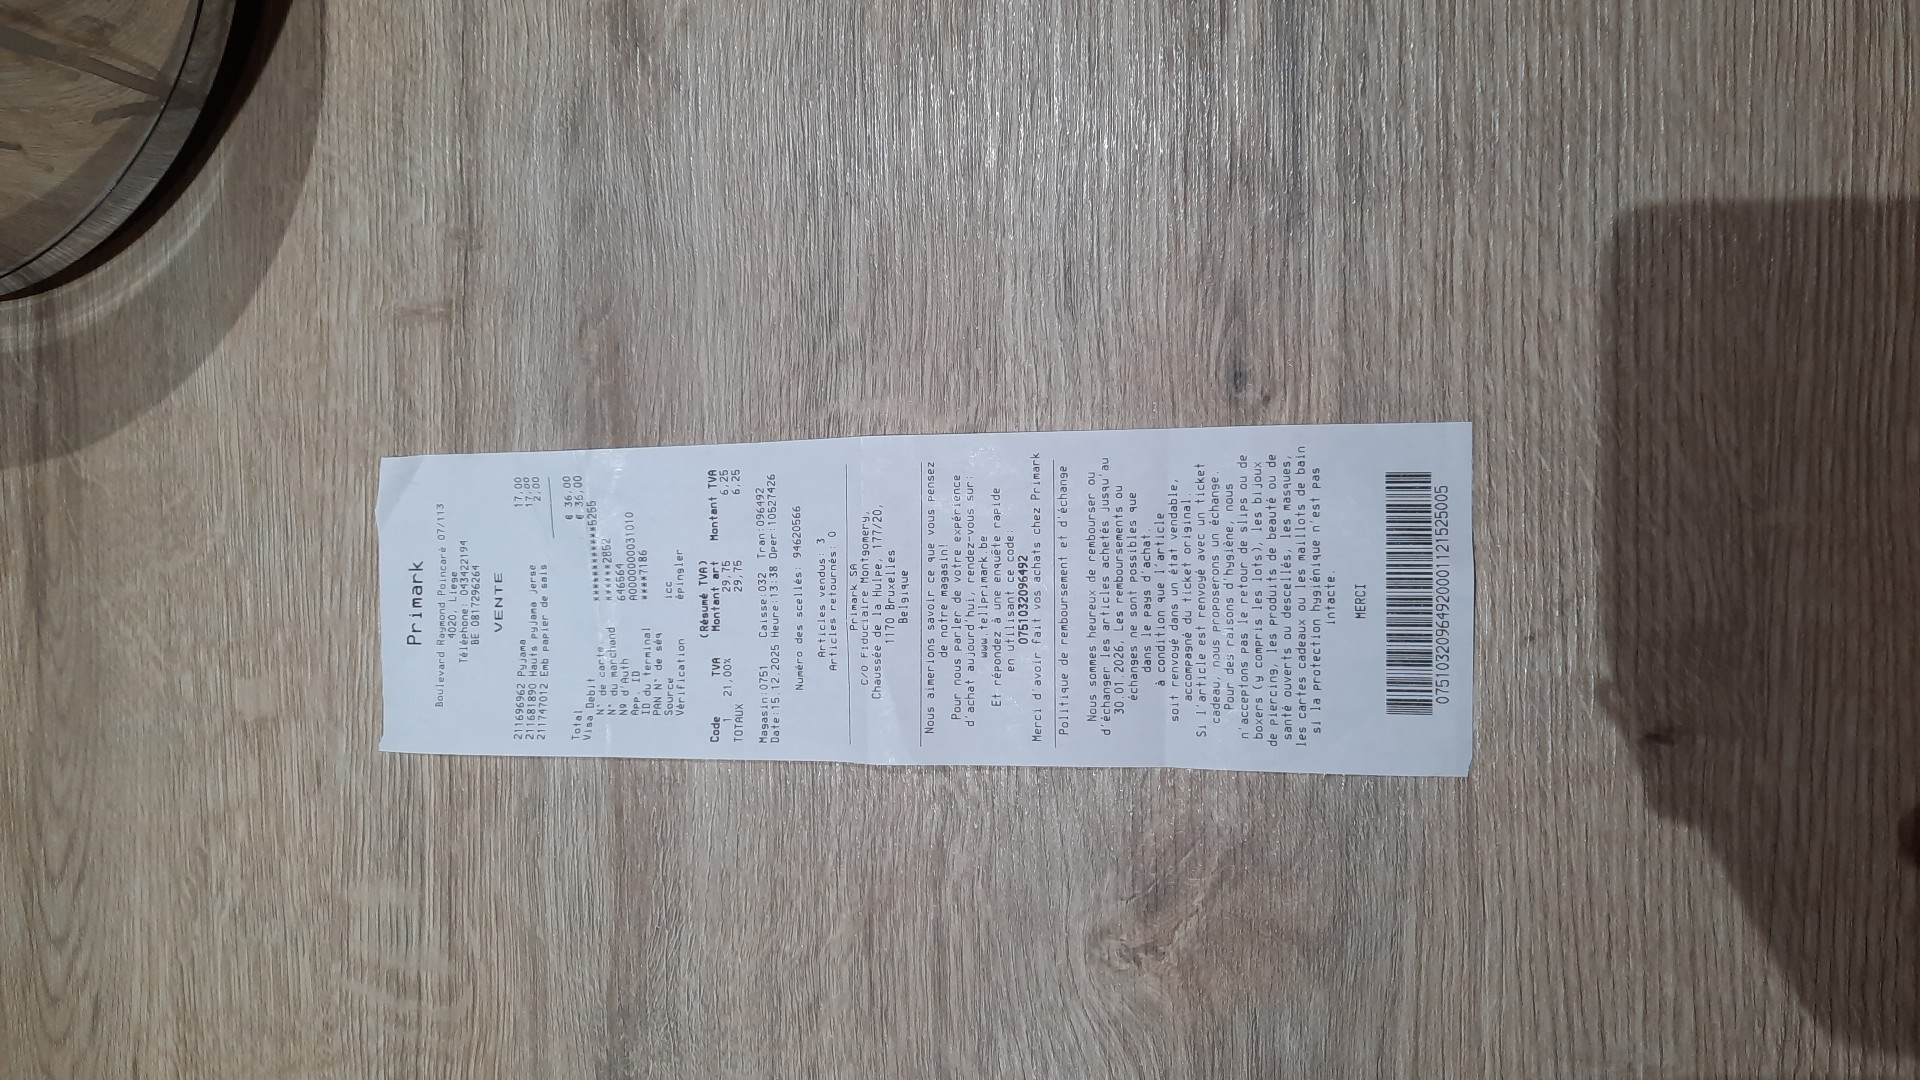 Primark
Boulevard Raymond Poincaré 07/113
4020, Liege
Téléphone: 043422194
BE 0817296264
VENTE
211696962 Pyjama 17,00
211681890 Hauts pyjama Jerse 17,00
211747012 Emb papier de sais 2,00
Total € 36,00
Visa Debit € 36,00
N° de carte ************5255
N° du marchand *****2852
Nº d'Auth 646564
App. ID A0000000031010
ID du terminal ****7186
PAN N° de séq
Source icc
Vérification épingler
(Résumé TVA)
Code TVA Montant art Montant TVA
1 21,00% 29,75 6,25
TOTAUX 29,75 6,25
Magasin:0751 Caisse:032 Tran:096492
Date:15.12.2025 Heure:13:38 Oper:10527426
Numéro des scellés: 94620566
Articles vendus: 3
Articles retournés: 0
Primark SA
C/O Fiduciaire Montgomery,
Chaussée de la Hulpe, 177/20,
1170 Bruxelles
Belgique
Nous aimerions savoir ce que vous pensez
de notre magasin!
Pour nous parler de votre expérience
d'achat aujourd'hui, rendez-vous sur:
www.tellprimark.be
Et répondez à une enquête rapide
en utilisant ce code:
075103209649 2
Merci d'avoir fait vos achats chez Primark
Politique de remboursement et d'échange
Nous sommes heureux de rembourser ou
d'échanger les articles achetés jusqu'au
30.01.2026. Les remboursements ou
échanges ne sont possibles que
dans le pays d'achat.
à condition que l'article
soit renvoyé dans un état vendable,
accompagné du ticket original.
Si l'article est renvoyé avec un ticket
cadeau, nous proposerons un échange.
Pour des raisons d'hygiène, nous
n'acceptons pas le retour de slips ou de
boxers (y compris les lots), les bijoux
de piercing, les produits de beauté ou de
santé ouverts ou descellés, les masques,
les cartes cadeaux ou les maillots de bain
si la Protection hygiénique n'est pas
intacte.
MERCI
07510320964920001121525005